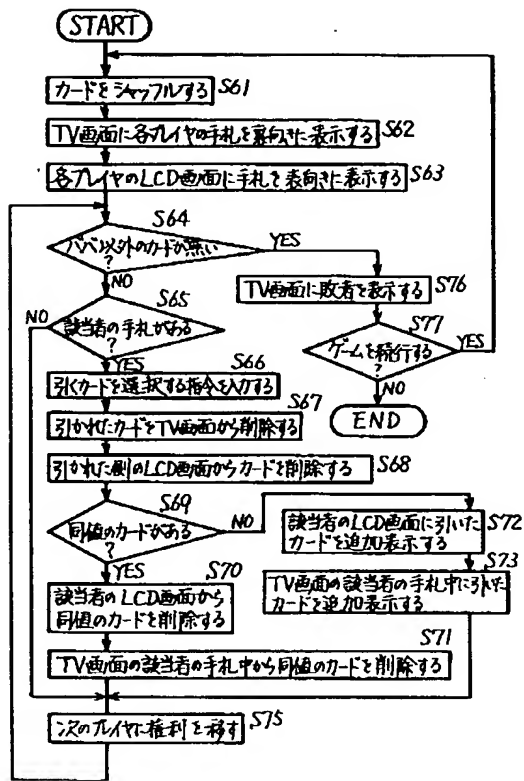 START
カードをシャッフルする S61
TV画面に各プレイヤの手札を裏向きに表示する S62
各プレイヤのLCD画面に手札を表向きに表示する S63
S64
ババ以外のカードが無い
?
YES
NO
S65
該当者の手札がある
?
NO
YES
S66
引くカードを選択する指令を入力する
S67
引かれたカードをTV画面から削除する
引かれた側のLCD画面からカードを削除する S68
S69
同値のカードがある
?
NO
YES
S70
該当者のLCD画面から
同値のカードを削除する
S71
TV画面の該当者の手札中から同値のカードを削除する
S72
該当者のLCD画面に引いた
カードを追加表示する
S73
TV画面の該当者の手札中に引いた
カードを追加表示する
次のプレイヤに権利を移す S75
TV画面に敗者を表示する S76
S77
ゲームを続行する
?
YES
NO
END